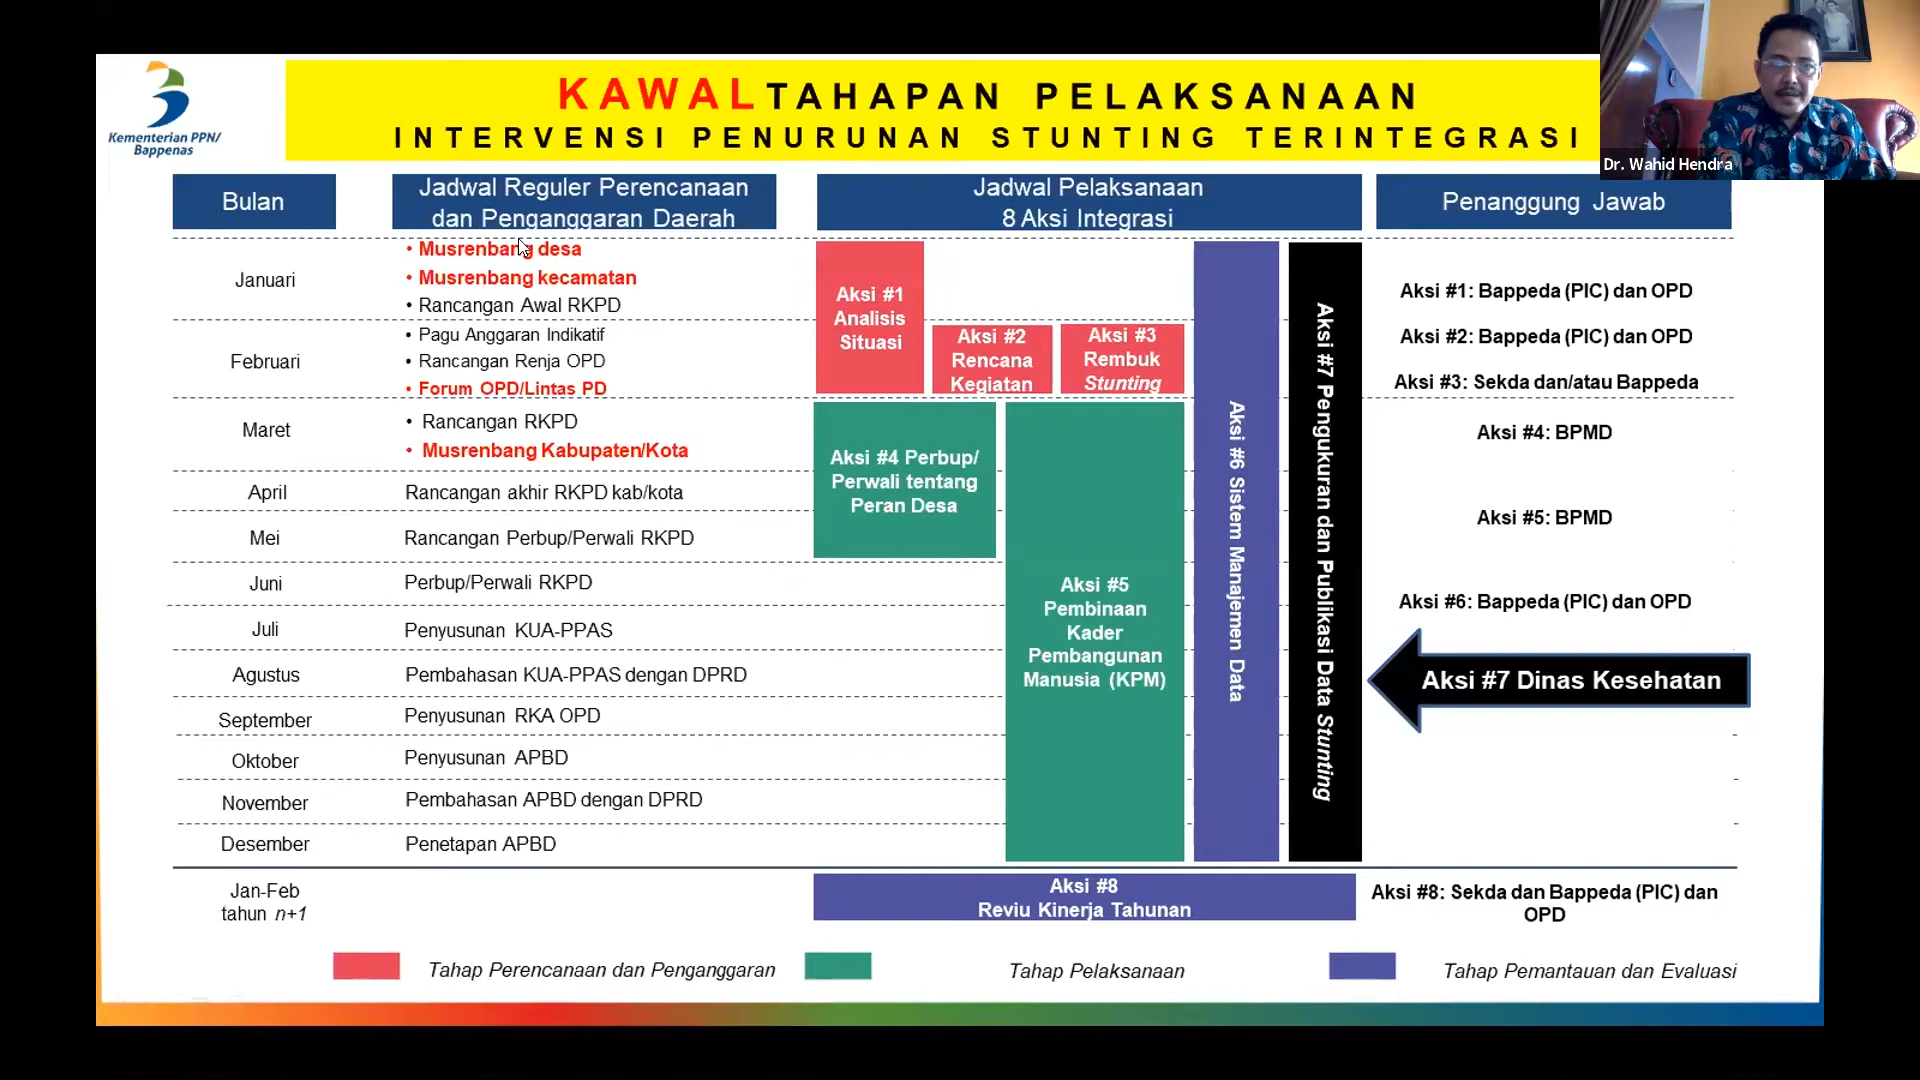 Kementerian PPN/
Bappenas
KAWAL TAHAPAN PELAKSANAAN
INTERVENSI PENURUNAN STUNTING TERINTEGRASI
Dr. Wahid Hendra
Bulan
Jadwal Reguler Perencanaan
dan Penganggaran Daerah
Jadwal Pelaksanaan
8 Aksi Integrasi
Penanggung Jawab
Januari
• Musrenbang desa
• Musrenbang kecamatan
• Rancangan Awal RKPD
Februari
• Pagu Anggaran Indikatif
• Rancangan Renja OPD
• Forum OPD/Lintas PD
Maret
• Rancangan RKPD
• Musrenbang Kabupaten/Kota
April
Rancangan akhir RKPD kab/kota
Mei
Rancangan Perbup/Perwali RKPD
Juni
Perbup/Perwali RKPD
Juli
Penyusunan KUA-PPAS
Agustus
Pembahasan KUA-PPAS dengan DPRD
September
Penyusunan RKA OPD
Oktober
Penyusunan APBD
November
Pembahasan APBD dengan DPRD
Desember
Penetapan APBD
Jan-Feb
tahun n+1
Aksi #1
Analisis
Situasi
Aksi #2
Rencana
Kegiatan
Aksi #3
Rembuk
Stunting
Aksi #4 Perbup/
Perwali tentang
Peran Desa
Aksi #5
Pembinaan
Kader
Pembangunan
Manusia (KPM)
Aksi #6 Sistem Manajemen Data
Aksi #7 Pengukuran dan Publikasi Data Stunting
Aksi #8
Reviu Kinerja Tahunan
Aksi #1: Bappeda (PIC) dan OPD
Aksi #2: Bappeda (PIC) dan OPD
Aksi #3: Sekda dan/atau Bappeda
Aksi #4: BPMD
Aksi #5: BPMD
Aksi #6: Bappeda (PIC) dan OPD
Aksi #7 Dinas Kesehatan
Aksi #8: Sekda dan Bappeda (PIC) dan
OPD
Tahap Perencanaan dan Penganggaran
Tahap Pelaksanaan
Tahap Pemantauan dan Evaluasi